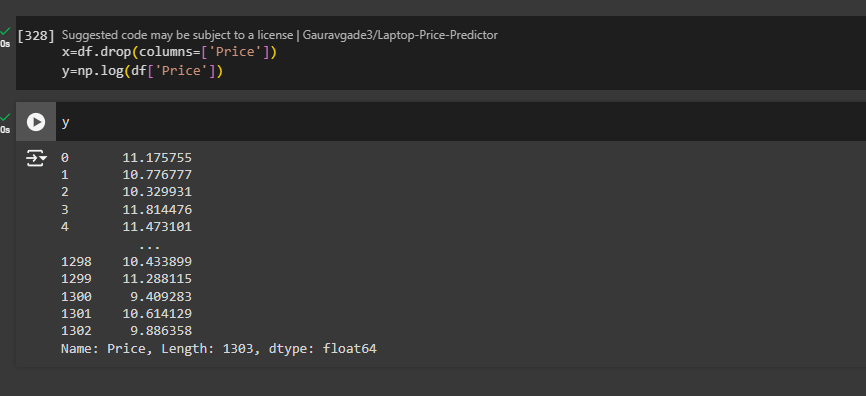 [328] Suggested code may be subject to a license | Gauravgade3/Laptop-Price-Predictor
0s
x=df.drop(columns=['Price'])
y=np.log(df['Price'])
0s
y
0 11.175755
1 10.776777
2 10.329931
3 11.814476
4 11.473101
...
1298 10.433899
1299 11.288115
1300 9.409283
1301 10.614129
1302 9.886358
Name: Price, Length: 1303, dtype: float64